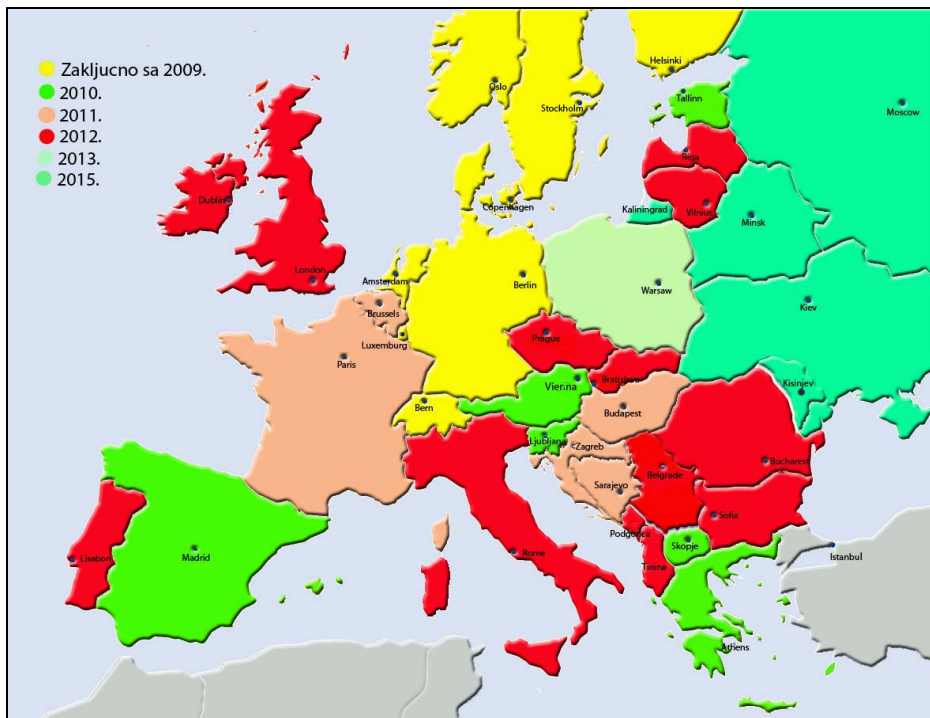 Zakljucno sa 2009.
2010.
2011.
2012.
2013.
2015.
Helsinki
Oslo
Stockholm
Tallinn
Moscow
Riga
Dublin
Copenhagen
Kaliningrad
Vilnius
Minsk
London
Amsterdam
Berlin
Warsaw
Kiev
Brussels
Luxemburg
Prague
Paris
Vienna
Bratislava
Kisinjev
Bern
Budapest
Ljubljana
Zagreb
Bucharest
Belgrade
Sarajevo
Sofia
Podgorica
Skopje
Istanbul
Lisabon
Madrid
Rome
Tirana
Athens